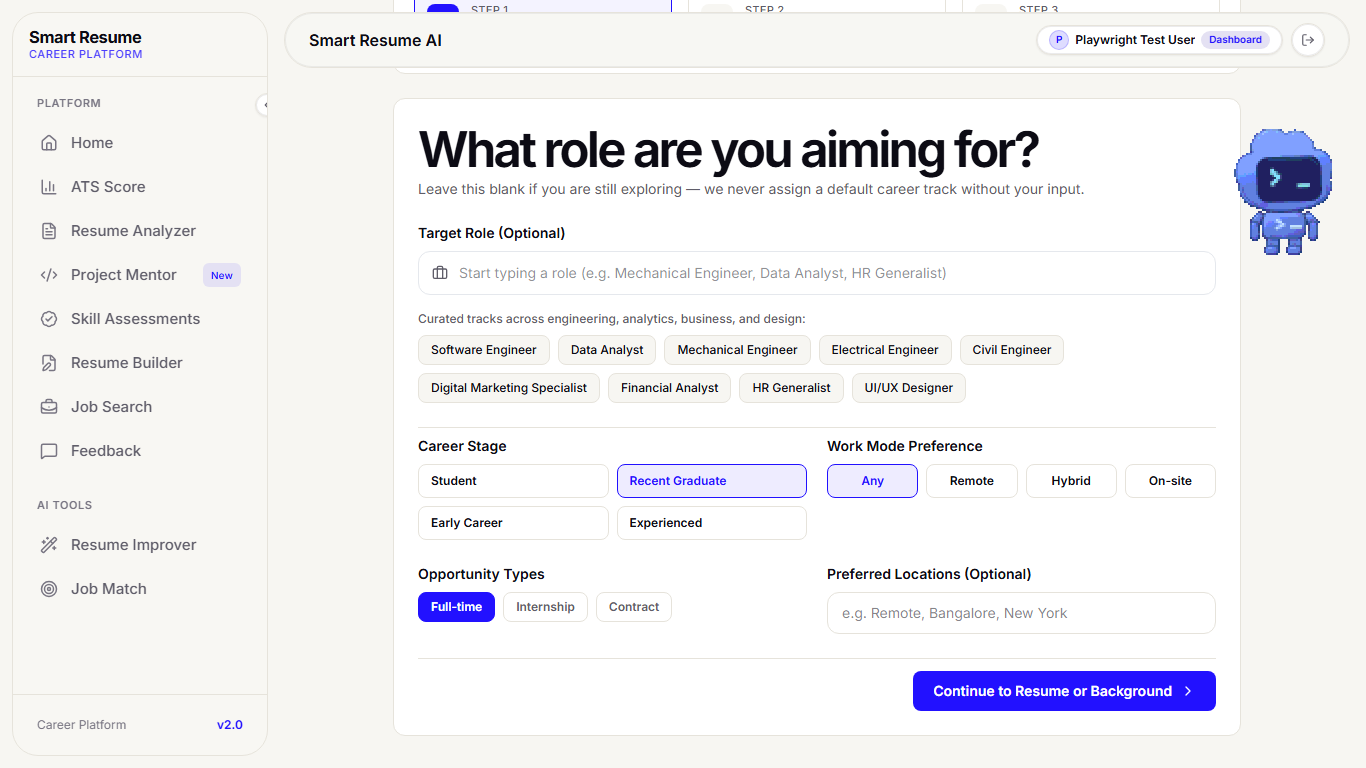 Smart Resume
CAREER PLATFORM
PLATFORM
Home
ATS Score
Resume Analyzer
Project Mentor New
Skill Assessments
Resume Builder
Job Search
Feedback
AI TOOLS
Resume Improver
Job Match
Career Platform v2.0
STEP 1 STEP 2 STEP 3
Smart Resume AI
P Playwright Test User Dashboard
What role are you aiming for?
Leave this blank if you are still exploring — we never assign a default career track without your input.
Target Role (Optional)
Start typing a role (e.g. Mechanical Engineer, Data Analyst, HR Generalist)
Curated tracks across engineering, analytics, business, and design:
Software Engineer Data Analyst Mechanical Engineer Electrical Engineer Civil Engineer
Digital Marketing Specialist Financial Analyst HR Generalist UI/UX Designer
Career Stage
Student Recent Graduate
Early Career Experienced
Work Mode Preference
Any Remote Hybrid On-site
Opportunity Types
Full-time Internship Contract
Preferred Locations (Optional)
e.g. Remote, Bangalore, New York
Continue to Resume or Background